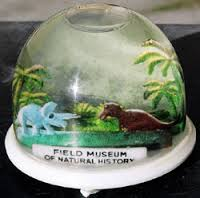 FIELD MUSEUM
OF NATURAL HISTORY